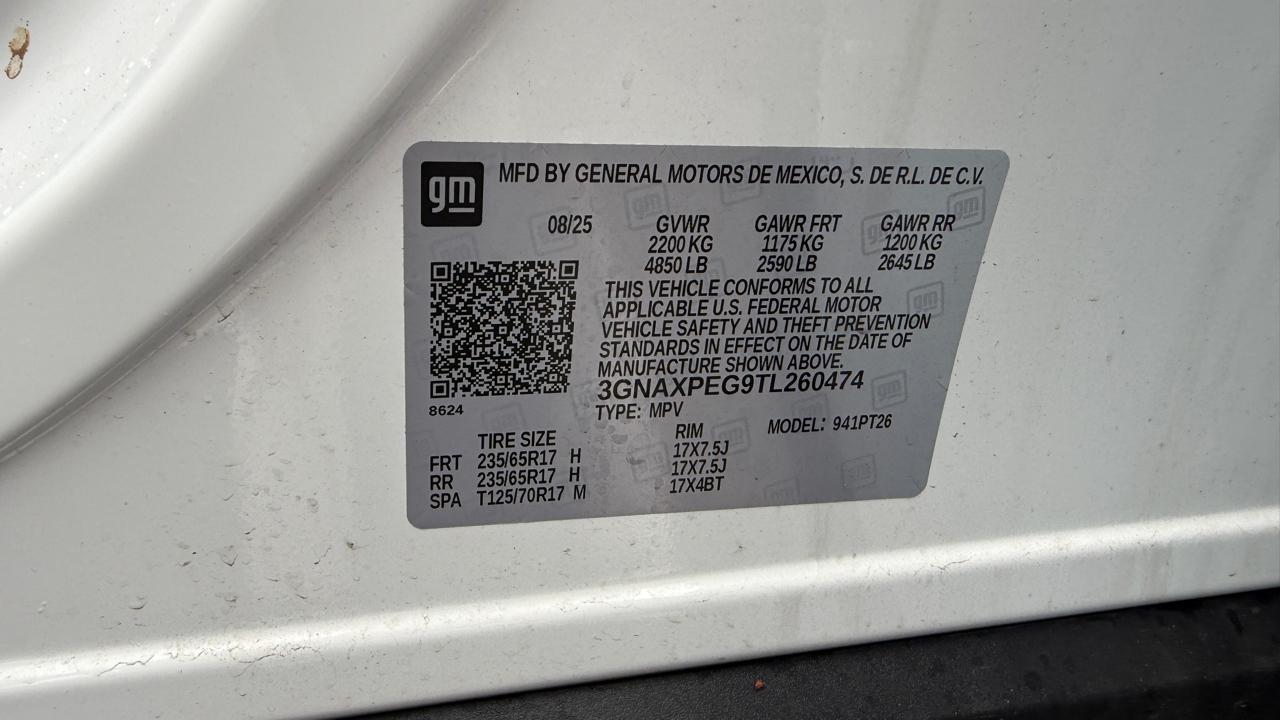 gm
MFD BY GENERAL MOTORS DE MEXICO, S. DE R.L. DE C.V.
08/25 GVWR GAWR FRT GAWR RR
2200 KG 1175 KG 1200 KG
4850 LB 2590 LB 2645 LB
THIS VEHICLE CONFORMS TO ALL
APPLICABLE U.S. FEDERAL MOTOR
VEHICLE SAFETY AND THEFT PREVENTION
STANDARDS IN EFFECT ON THE DATE OF
MANUFACTURE SHOWN ABOVE.
3GNAXPEG9TL260474
8624
TYPE: MPV
MODEL: 941PT26
TIRE SIZE RIM
FRT 235/65R17 H 17X7.5J
RR 235/65R17 H 17X7.5J
SPA T125/70R17 M 17X4BT